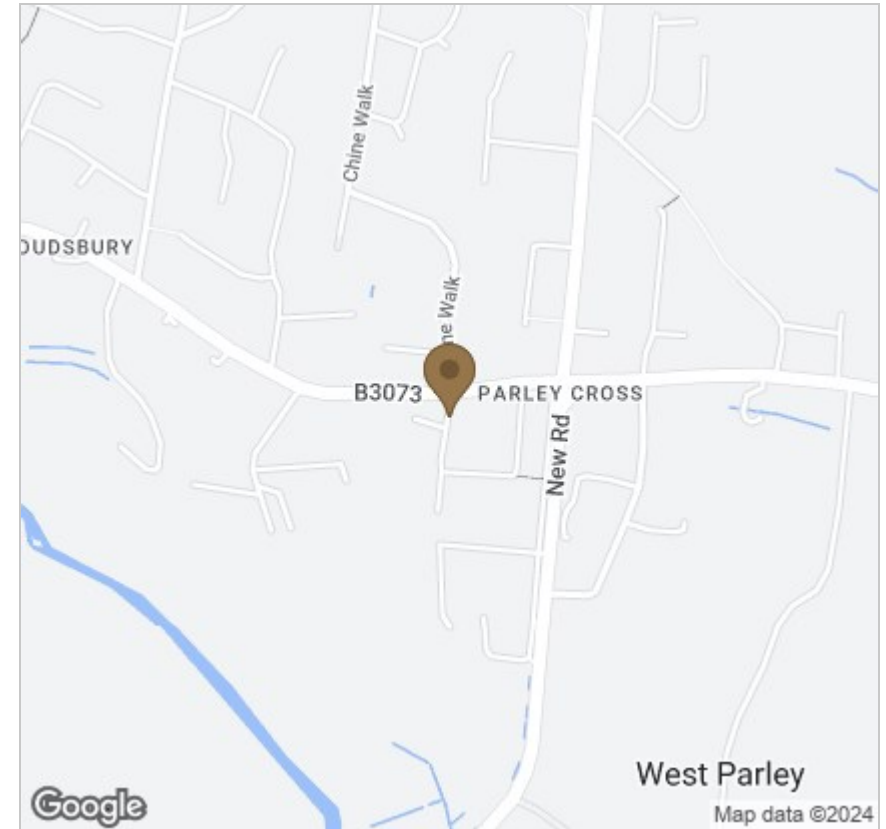 Chine Walk
OUDSBURY
ne Walk
B3073
PARLEY CROSS
New Rd
West Parley
Google
Map data ©2024